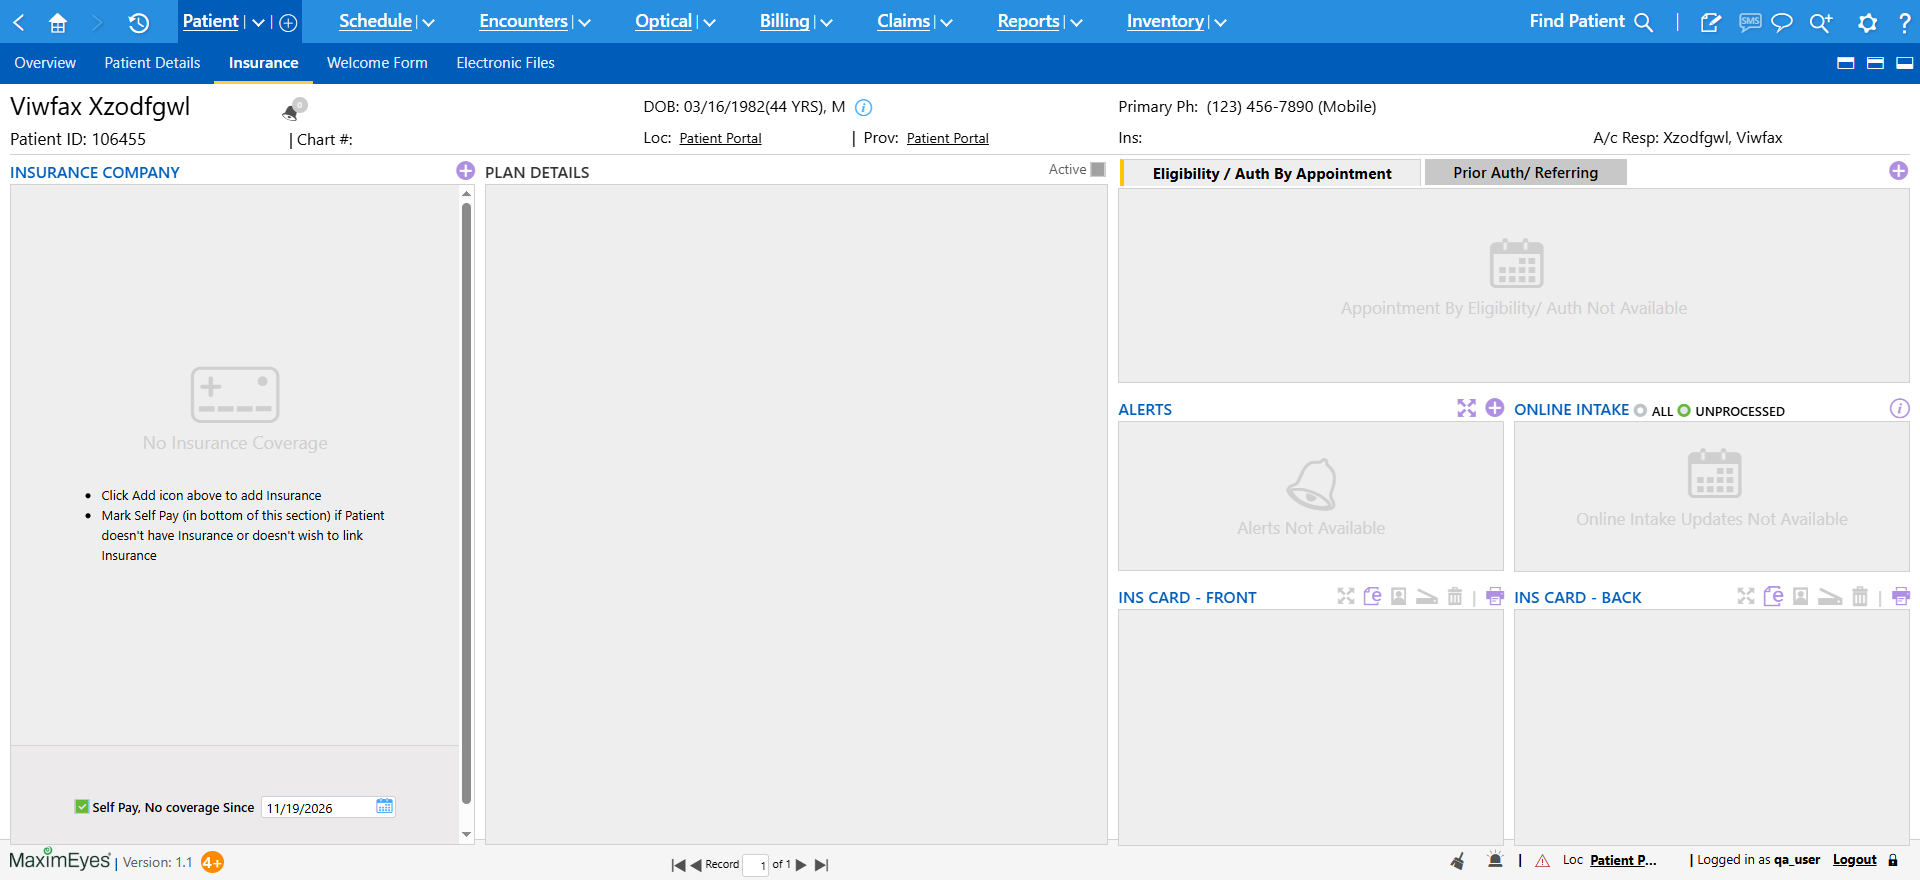 Patient Schedule Encounters Optical Billing Claims Reports Inventory Find Patient SMS ?
Overview Patient Details Insurance Welcome Form Electronic Files
Viwfax Xzodfgwl 0 DOB: 03/16/1982(44 YRS), M i Primary Ph: (123) 456-7890 (Mobile)
Patient ID: 106455 | Chart #: Loc: Patient Portal | Prov: Patient Portal Ins: A/c Resp: Xzodfgwl, Viwfax
INSURANCE COMPANY PLAN DETAILS Active Eligibility / Auth By Appointment Prior Auth/ Referring
Appointment By Eligibility/ Auth Not Available
No Insurance Coverage
• Click Add icon above to add Insurance
• Mark Self Pay (in bottom of this section) if Patient
doesn't have Insurance or doesn't wish to link
Insurance
ALERTS ONLINE INTAKE ALL UNPROCESSED i
Alerts Not Available
Online Intake Updates Not Available
INS CARD - FRONT e | INS CARD - BACK e |
Self Pay, No coverage Since 11/19/2026
MaximEyes | Version: 1.1 4+ Record 1 of 1 | Loc Patient P... | Logged in as qa_user Logout